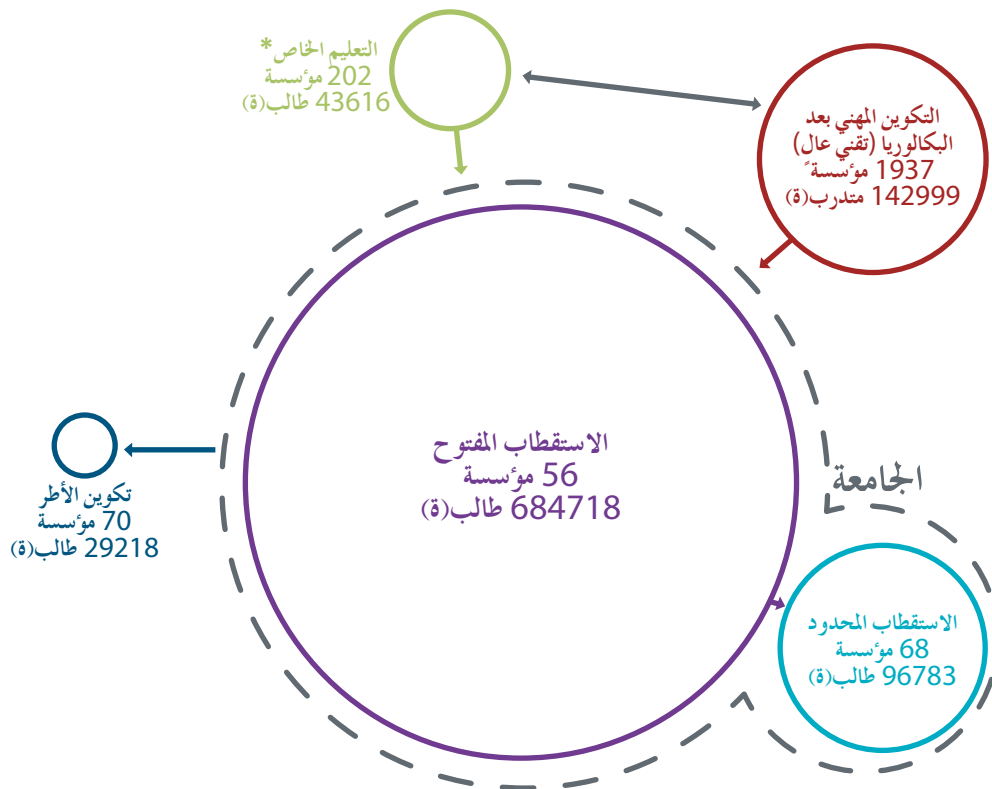 التعليم الخاص*
202 مؤسسة
43616 طالب(ة)
التكوين المهني بعد
البكالوريا (تقني عال)
1937 مؤسسةً
142999 متدرب(ة)
الاستقطاب المفتوح
56 مؤسسة
684718 طالب(ة)
الجامعة
تكوين الأطر
70 مؤسسة
29218 طالب(ة)
الاستقطاب المحدود
68 مؤسسة
96783 طالب(ة)